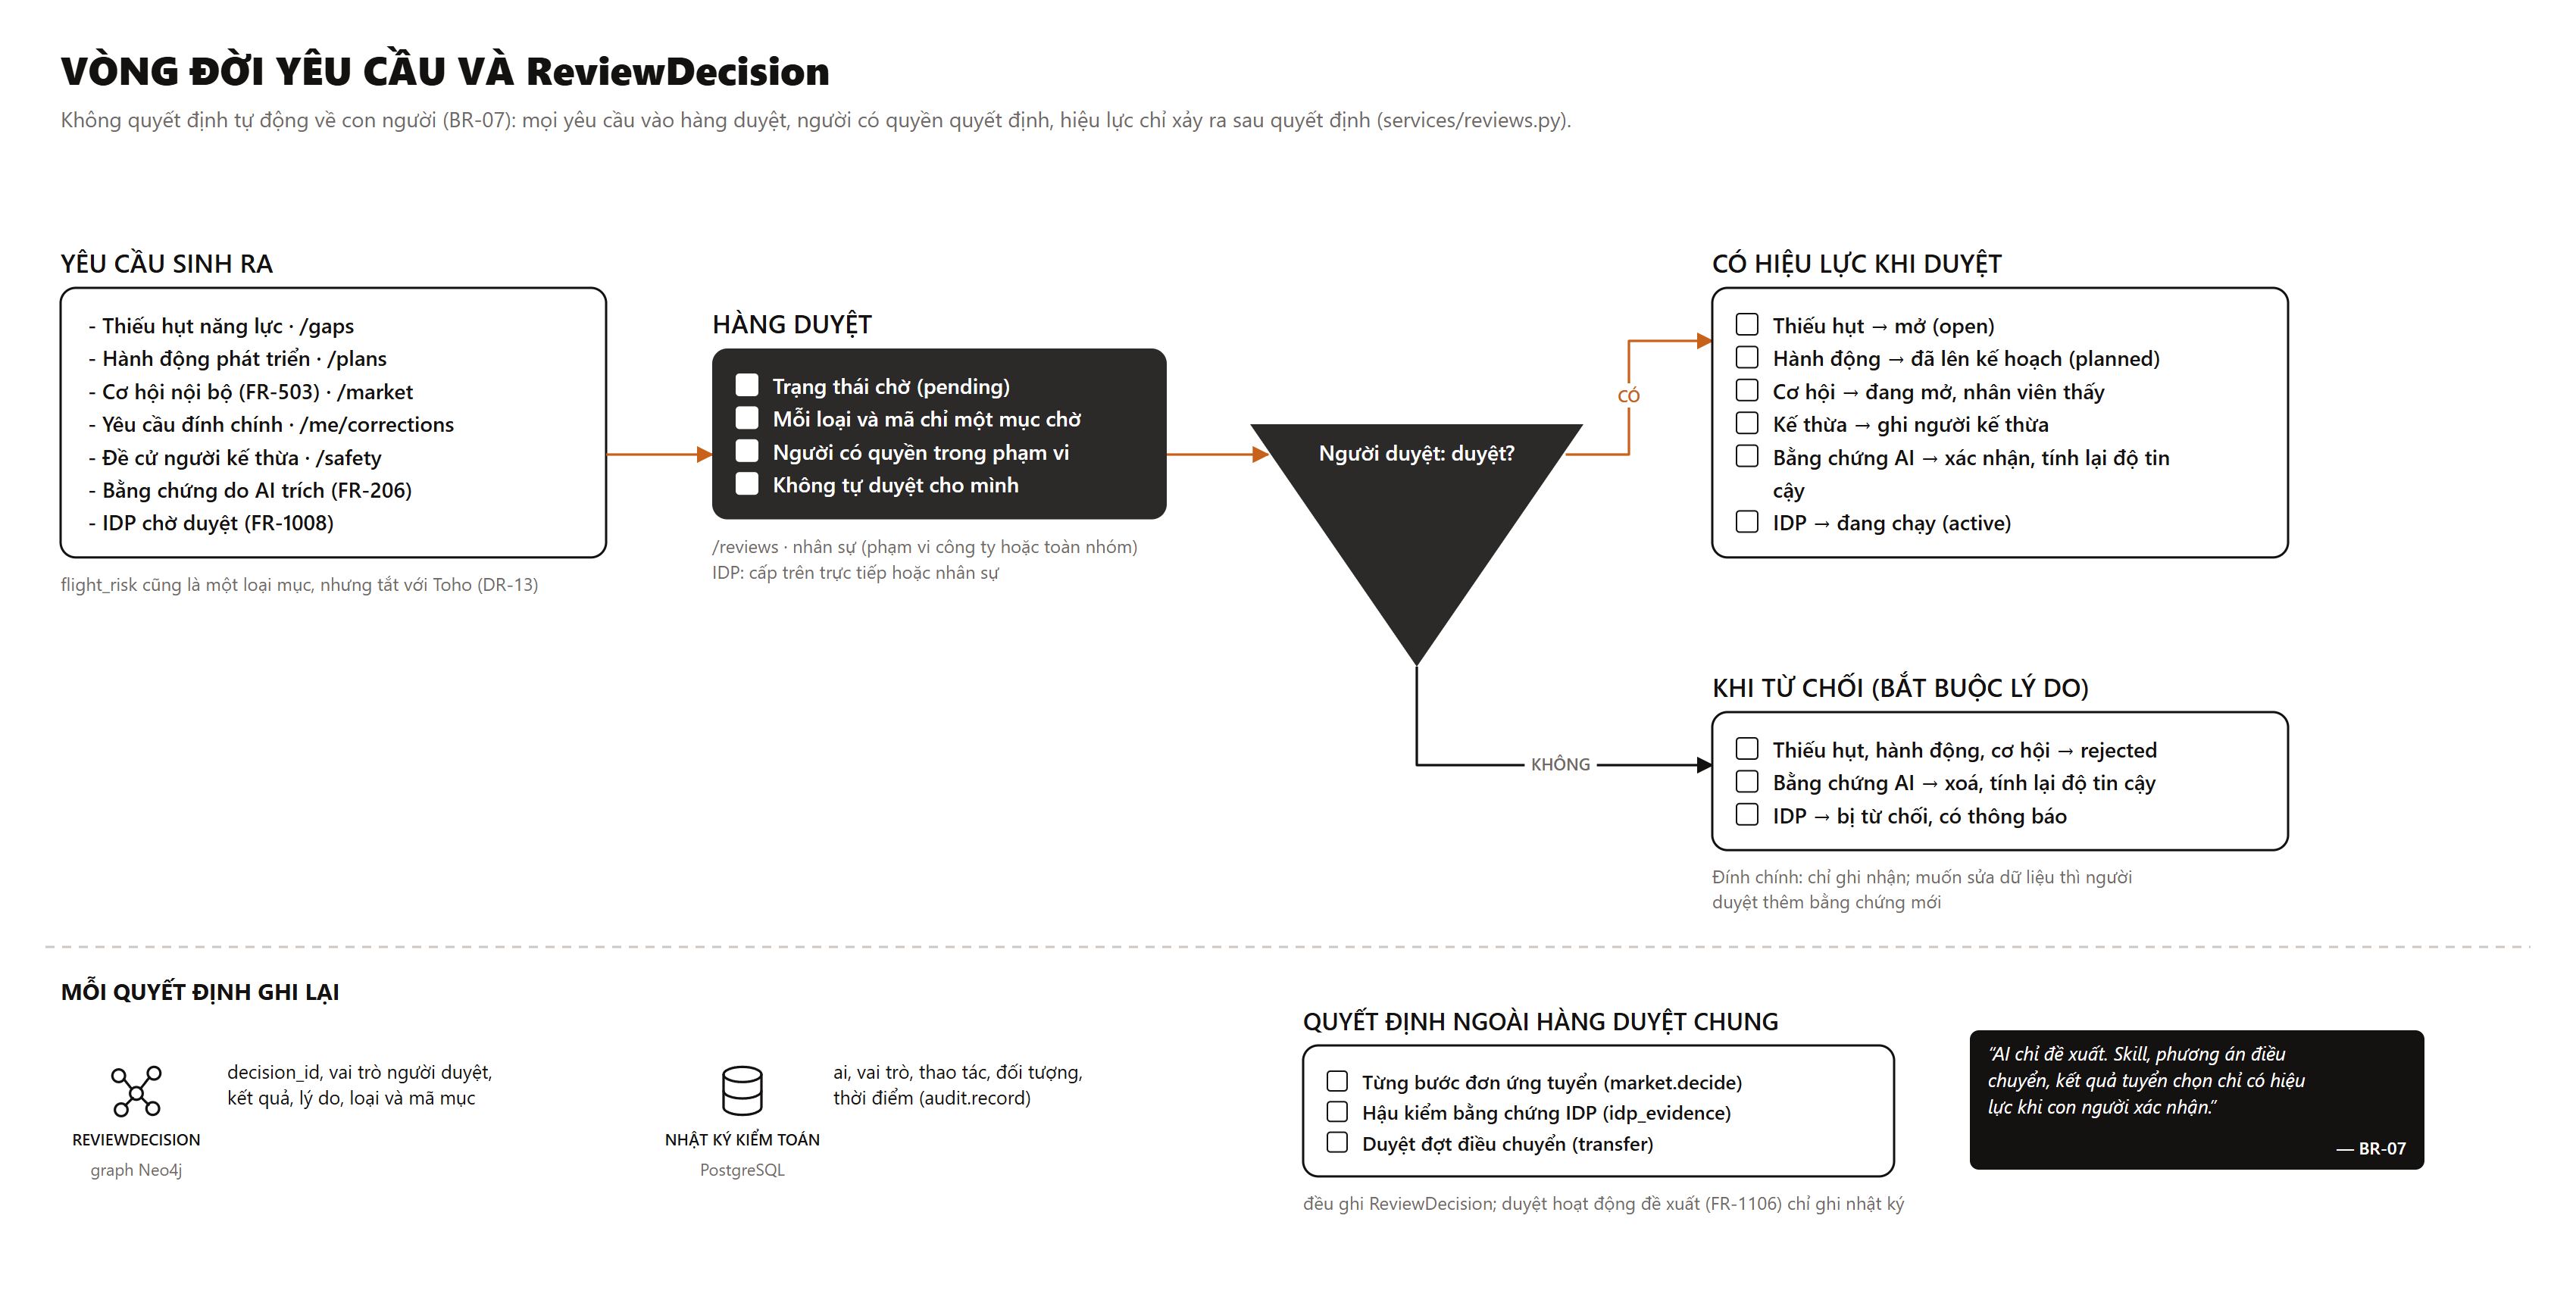 VÒNG ĐỜI YÊU CẦU VÀ ReviewDecision
Không quyết định tự động về con người (BR-07): mọi yêu cầu vào hàng duyệt, người có quyền quyết định, hiệu lực chỉ xảy ra sau quyết định (services/reviews.py).
YÊU CẦU SINH RA
- Thiếu hụt năng lực · /gaps
- Hành động phát triển · /plans
- Cơ hội nội bộ (FR-503) · /market
- Yêu cầu đính chính · /me/corrections
- Đề cử người kế thừa · /safety
- Bằng chứng do AI trích (FR-206)
- IDP chờ duyệt (FR-1008)
flight_risk cũng là một loại mục, nhưng tắt với Toho (DR-13)
HÀNG DUYỆT
Trạng thái chờ (pending)
Mỗi loại và mã chỉ một mục chờ
Người có quyền trong phạm vi
Không tự duyệt cho mình
/reviews · nhân sự (phạm vi công ty hoặc toàn nhóm)
IDP: cấp trên trực tiếp hoặc nhân sự
Người duyệt: duyệt?
CÓ
KHÔNG
CÓ HIỆU LỰC KHI DUYỆT
Thiếu hụt → mở (open)
Hành động → đã lên kế hoạch (planned)
Cơ hội → đang mở, nhân viên thấy
Kế thừa → ghi người kế thừa
Bằng chứng AI → xác nhận, tính lại độ tin
cậy
IDP → đang chạy (active)
KHI TỪ CHỐI (BẮT BUỘC LÝ DO)
Thiếu hụt, hành động, cơ hội → rejected
Bằng chứng AI → xoá, tính lại độ tin cậy
IDP → bị từ chối, có thông báo
Đính chính: chỉ ghi nhận; muốn sửa dữ liệu thì người
duyệt thêm bằng chứng mới
MỖI QUYẾT ĐỊNH GHI LẠI
decision_id, vai trò người duyệt,
kết quả, lý do, loại và mã mục
REVIEWDECISION
graph Neo4j
ai, vai trò, thao tác, đối tượng,
thời điểm (audit.record)
NHẬT KÝ KIỂM TOÁN
PostgreSQL
QUYẾT ĐỊNH NGOÀI HÀNG DUYỆT CHUNG
Từng bước đơn ứng tuyển (market.decide)
Hậu kiểm bằng chứng IDP (idp_evidence)
Duyệt đợt điều chuyển (transfer)
đều ghi ReviewDecision; duyệt hoạt động đề xuất (FR-1106) chỉ ghi nhật ký
“AI chỉ đề xuất. Skill, phương án điều
chuyển, kết quả tuyển chọn chỉ có hiệu
lực khi con người xác nhận.”
— BR-07